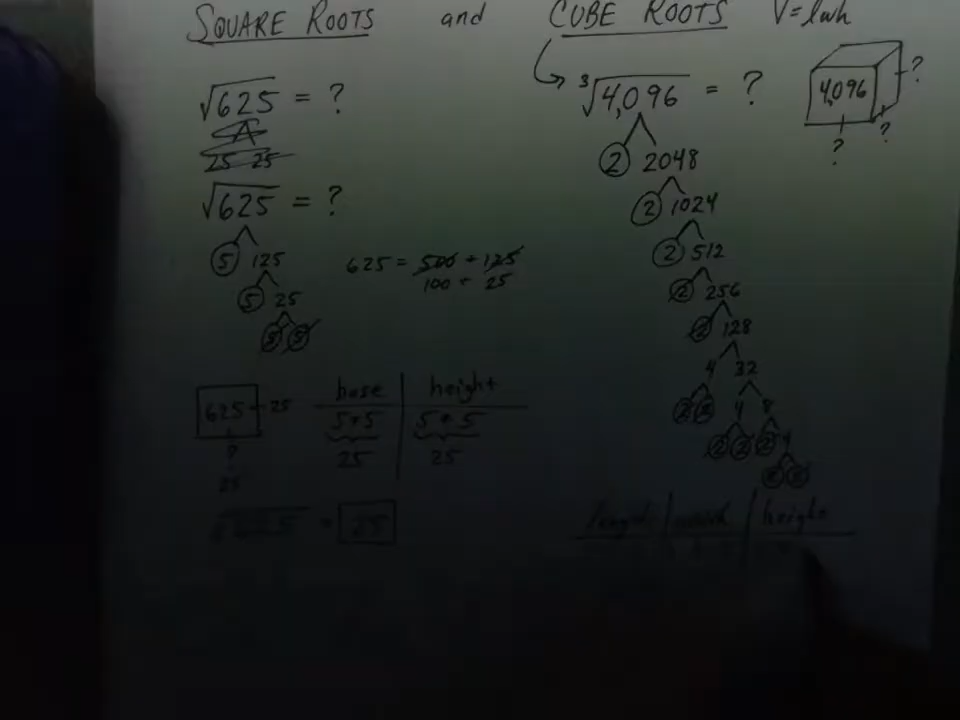 SQUARE ROOTS and CUBE ROOTS V=lwh
√625 = ?
25 25
√625 = ?
5 125
5 25
5 5
625 = 500 + 125
100 + 25
625 25
?
25
base height
5·5 5·5
25 25
√625 = 25
³√4,096 = ?
2 2048
2 1024
2 512
2 256
2 128
4 32
2 2 4 8
2 2 2 4
2 2
4,096 ?
? ?
length width height